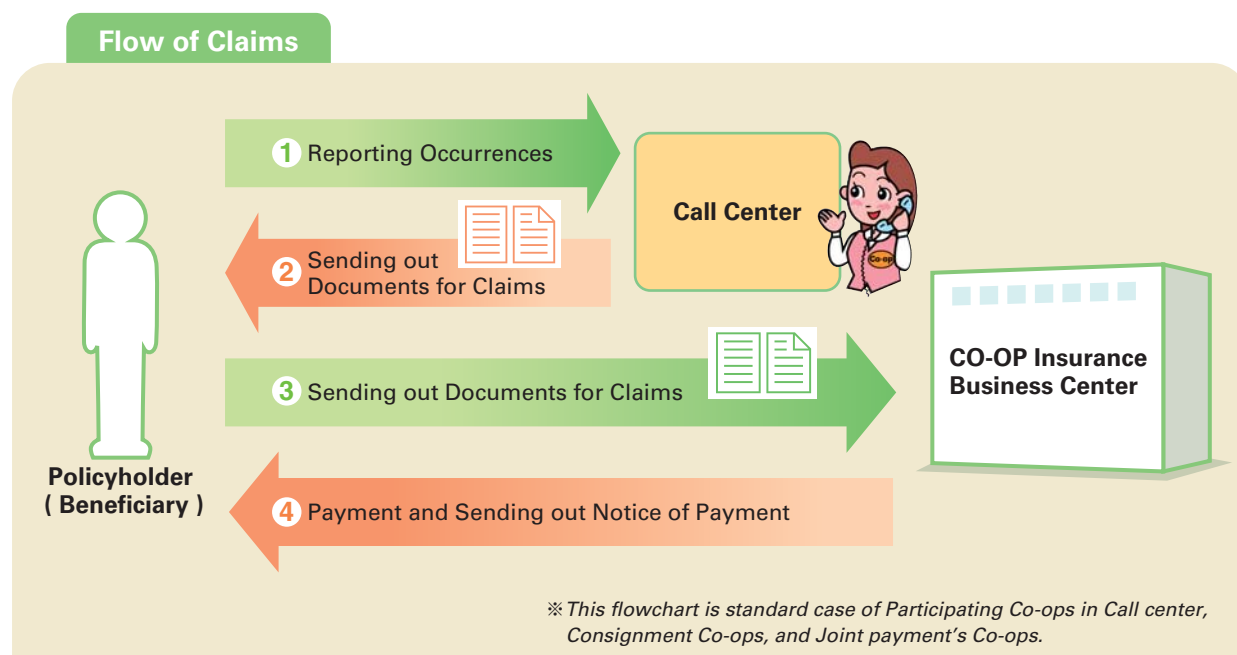 Flow of Claims
1 Reporting Occurrences
Call Center
Co-op
2 Sending out
Documents for Claims
3 Sending out Documents for Claims
CO-OP Insurance
Business Center
Policyholder
( Beneficiary )
4 Payment and Sending out Notice of Payment
※This flowchart is standard case of Participating Co-ops in Call center,
Consignment Co-ops, and Joint payment's Co-ops.